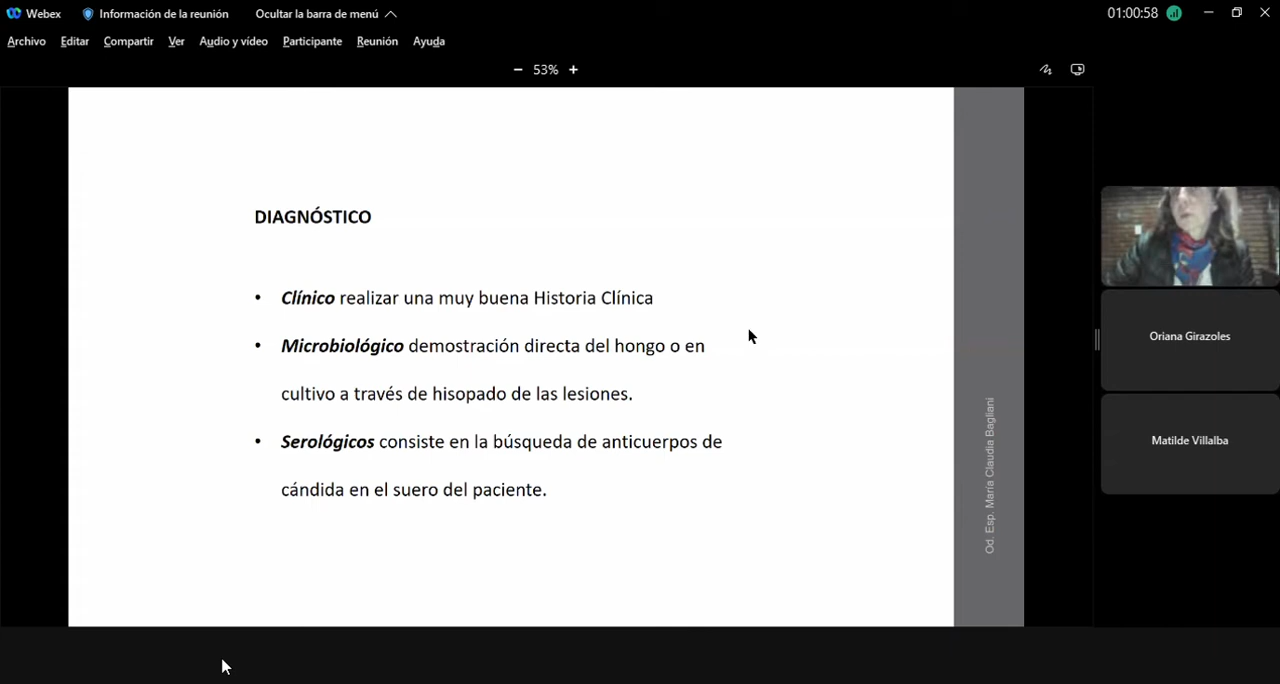 Webex
Información de la reunión
Ocultar la barra de menú
01:00:58
Archivo Editar Compartir Ver Audio y vídeo Participante Reunión Ayuda
− 53% +
DIAGNÓSTICO
• Clínico realizar una muy buena Historia Clínica
• Microbiológico demostración directa del hongo o en
cultivo a través de hisopado de las lesiones.
• Serológicos consiste en la búsqueda de anticuerpos de
cándida en el suero del paciente.
Od. Esp. María Claudia Bagliani
Oriana Girazoles
Matilde Villalba